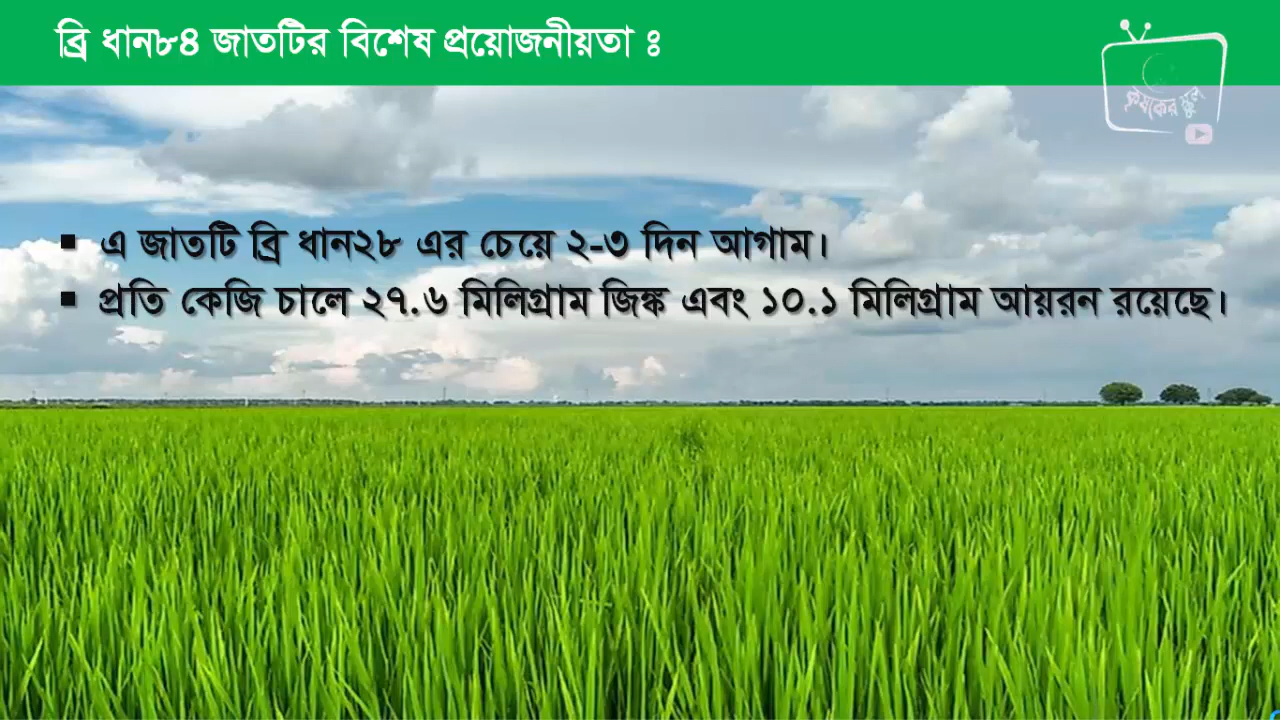 ব্রি ধান৮৪ জাতটির বিশেষ প্রয়োজনীয়তা ঃ
কৃষকের স্কুল
▪ এ জাতটি ব্রি ধান২৮ এর চেয়ে ২-৩ দিন আগাম।
▪ প্রতি কেজি চালে ২৭.৬ মিলিগ্রাম জিঙ্ক এবং ১০.১ মিলিগ্রাম আয়রন রয়েছে।